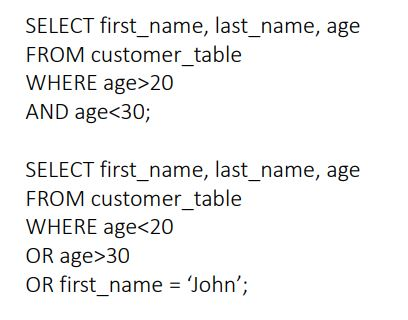 SELECT first_name, last_name, age
FROM customer_table
WHERE age>20
AND age<30;
SELECT first_name, last_name, age
FROM customer_table
WHERE age<20
OR age>30
OR first_name = ‘John’;